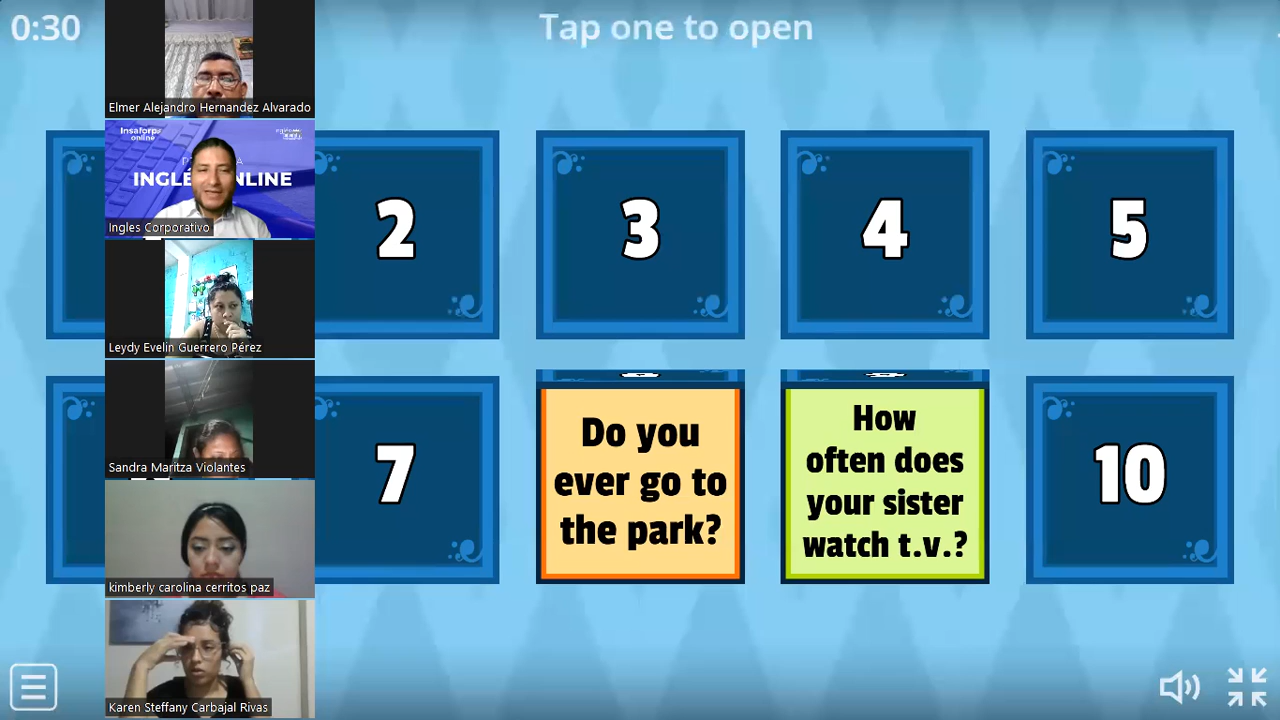 0:30
Tap one to open
Elmer Alejandro Hernandez Alvarado
Insaforp
online
Ingles Corporativo
Leydy Evelin Guerrero Pérez
Sandra Maritza Violantes
kimberly carolina cerritos paz
Karen Steffany Carbajal Rivas
2
3
4
5
7
Do you
ever go to
the park?
How
often does
your sister
watch t.v.?
10